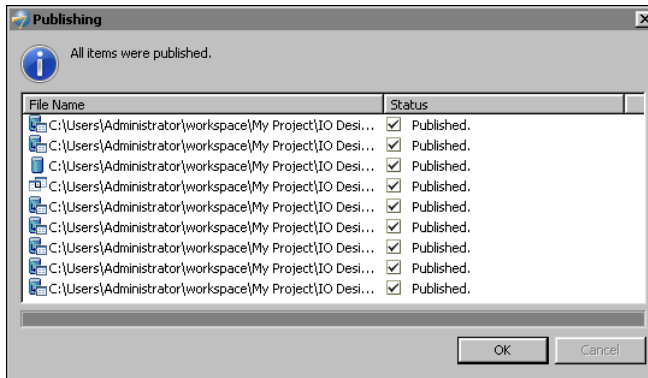 Publishing
All items were published.
File Name Status
C:\Users\Administrator\workspace\My Project\IO Desi... Published.
C:\Users\Administrator\workspace\My Project\IO Desi... Published.
C:\Users\Administrator\workspace\My Project\IO Desi... Published.
C:\Users\Administrator\workspace\My Project\IO Desi... Published.
C:\Users\Administrator\workspace\My Project\IO Desi... Published.
C:\Users\Administrator\workspace\My Project\IO Desi... Published.
C:\Users\Administrator\workspace\My Project\IO Desi... Published.
C:\Users\Administrator\workspace\My Project\IO Desi... Published.
C:\Users\Administrator\workspace\My Project\IO Desi... Published.
OK Cancel